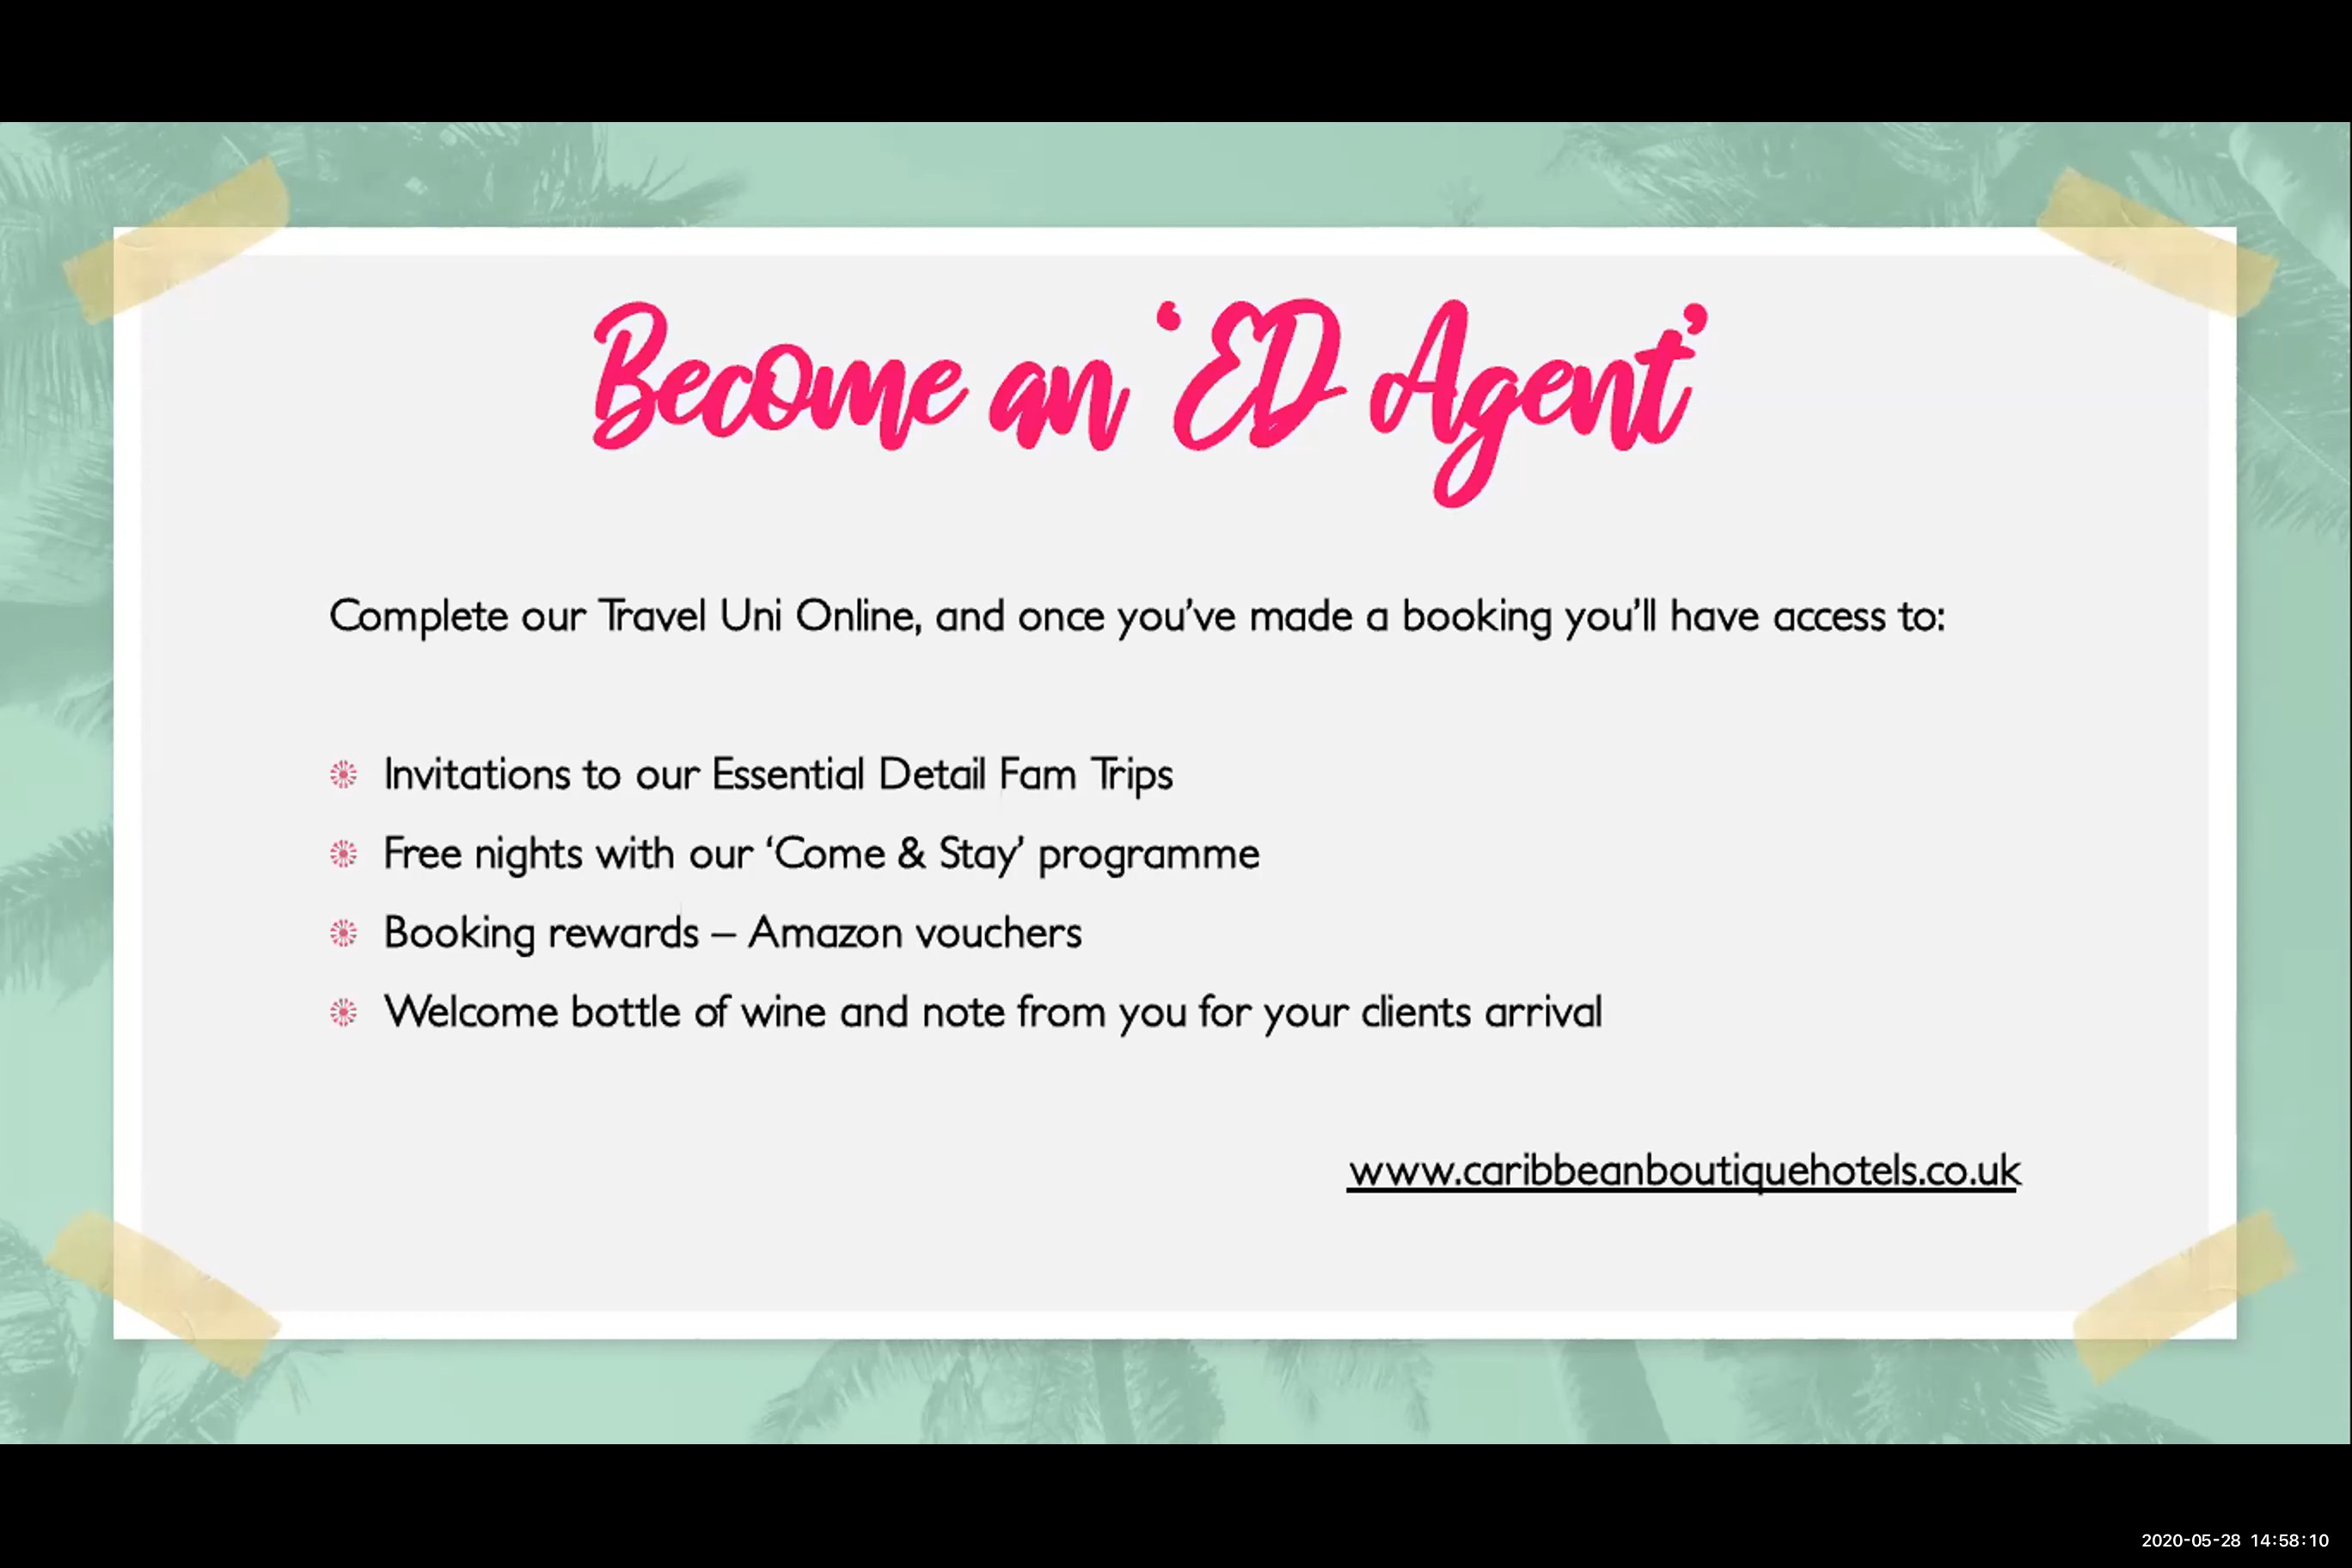 Become an ‘ED Agent’
Complete our Travel Uni Online, and once you’ve made a booking you’ll have access to:
Invitations to our Essential Detail Fam Trips
Free nights with our ‘Come & Stay’ programme
Booking rewards – Amazon vouchers
Welcome bottle of wine and note from you for your clients arrival
www.caribbeanboutiquehotels.co.uk
2020-05-28 14:58:10